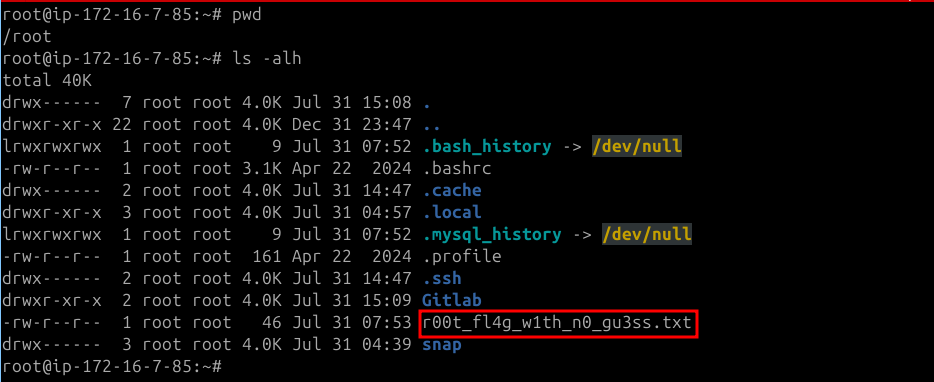 root@ip-172-16-7-85:~# pwd
/root
root@ip-172-16-7-85:~# ls -alh
total 40K
drwx------  7 root root 4.0K Jul 31 15:08 .
drwxr-xr-x 22 root root 4.0K Dec 31 23:47 ..
lrwxrwxrwx  1 root root    9 Jul 31 07:52 .bash_history -> /dev/null
-rw-r--r--  1 root root 3.1K Apr 22  2024 .bashrc
drwx------  2 root root 4.0K Jul 31 14:47 .cache
drwxr-xr-x  3 root root 4.0K Jul 31 04:57 .local
lrwxrwxrwx  1 root root    9 Jul 31 07:52 .mysql_history -> /dev/null
-rw-r--r--  1 root root  161 Apr 22  2024 .profile
drwx------  2 root root 4.0K Jul 31 14:47 .ssh
drwxr-xr-x  2 root root 4.0K Jul 31 15:09 Gitlab
-rw-r--r--  1 root root   46 Jul 31 07:53 r00t_fl4g_w1th_n0_gu3ss.txt
drwx------  3 root root 4.0K Jul 31 04:39 snap
root@ip-172-16-7-85:~#